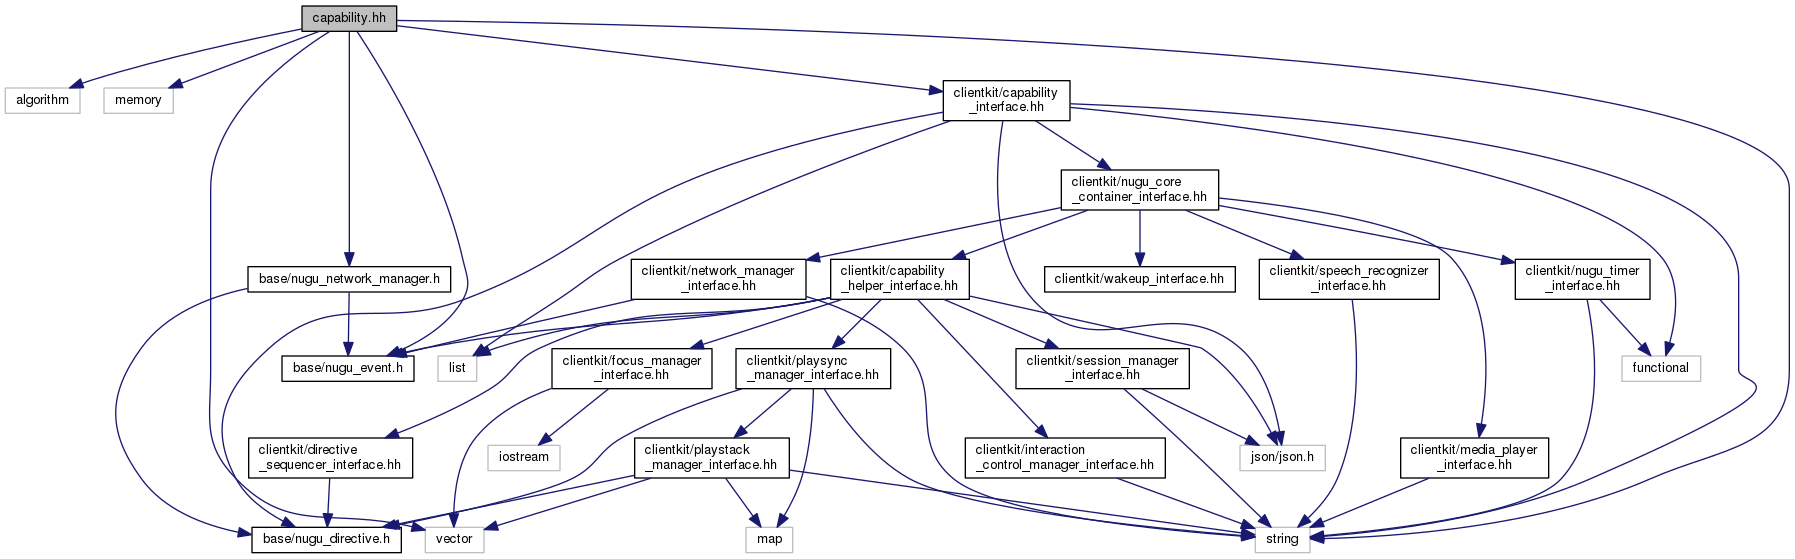 capability.hh
clientkit/capability
_interface.hh
algorithm
memory
clientkit/nugu_core
_container_interface.hh
base/nugu_network_manager.h
clientkit/network_manager
_interface.hh
clientkit/capability
_helper_interface.hh
clientkit/wakeup_interface.hh
clientkit/speech_recognizer
_interface.hh
clientkit/nugu_timer
_interface.hh
base/nugu_event.h
list
clientkit/focus_manager
_interface.hh
clientkit/playsync
_manager_interface.hh
clientkit/session_manager
_interface.hh
functional
clientkit/directive
_sequencer_interface.hh
iostream
clientkit/playstack
_manager_interface.hh
clientkit/interaction
_control_manager_interface.hh
json/json.h
clientkit/media_player
_interface.hh
base/nugu_directive.h
vector
map
string